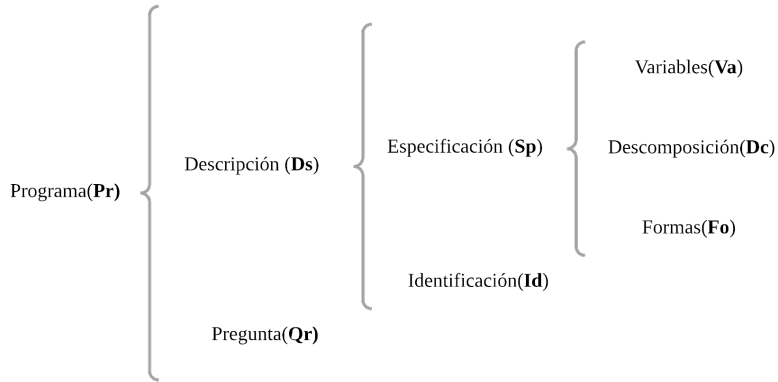 Programa(Pr)
Descripción (Ds)
Pregunta(Qr)
Especificación (Sp)
Identificación(Id)
Variables(Va)
Descomposición(Dc)
Formas(Fo)